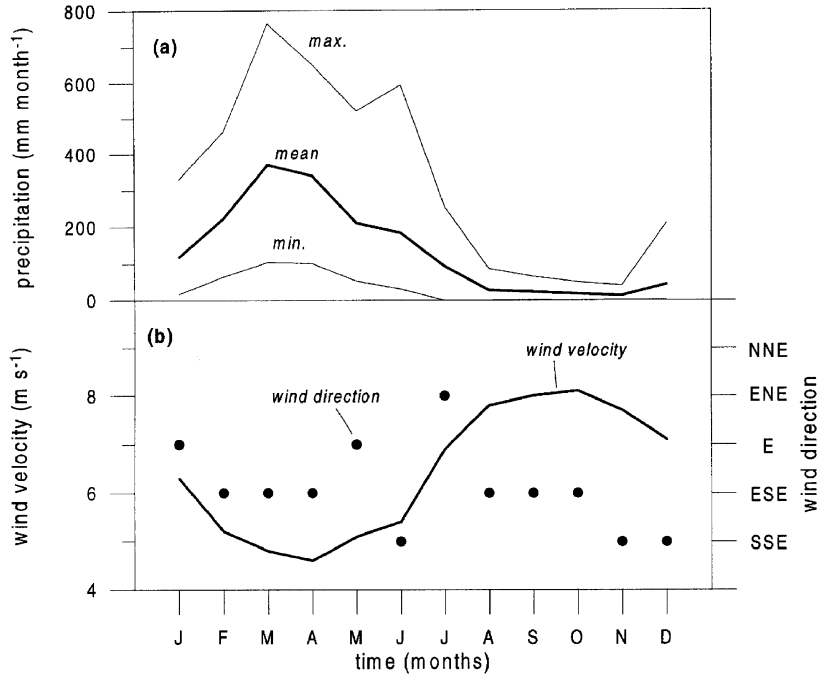 800
600
400
200
0
precipitation (mm month⁻¹)
(a)
max.
mean
min.
(b)
wind velocity
wind direction
8
6
4
wind velocity (m s⁻¹)
NNE
ENE
E
ESE
SSE
wind direction
J F M A M J J A S O N D
time (months)